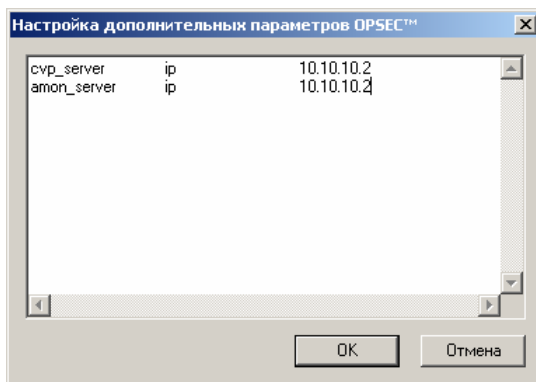 Настройка дополнительных параметров OPSEC™
cvp_server ip 10.10.10.2
amon_server ip 10.10.10.2
OK Отмена